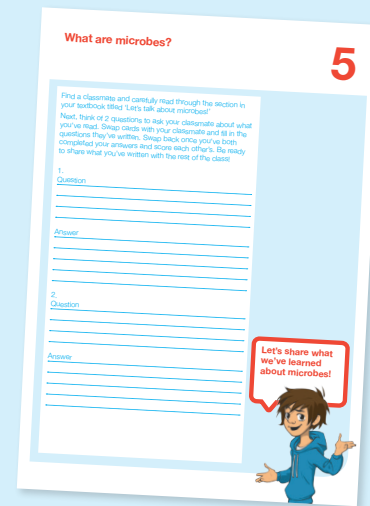 What are microbes?
5
Find a classmate and carefully read through the section in
your textbook titled 'Let's talk about microbes!'
Next, think of 2 questions to ask your classmate about what
you've read. Swap cards with your classmate and fill in the
questions they've written. Swap back once you've both
completed your answers and score each other's. Be ready
to share what you've written with the rest of the class!
1.
Question
Answer
2.
Question
Answer
Let's share what
we've learned
about microbes!